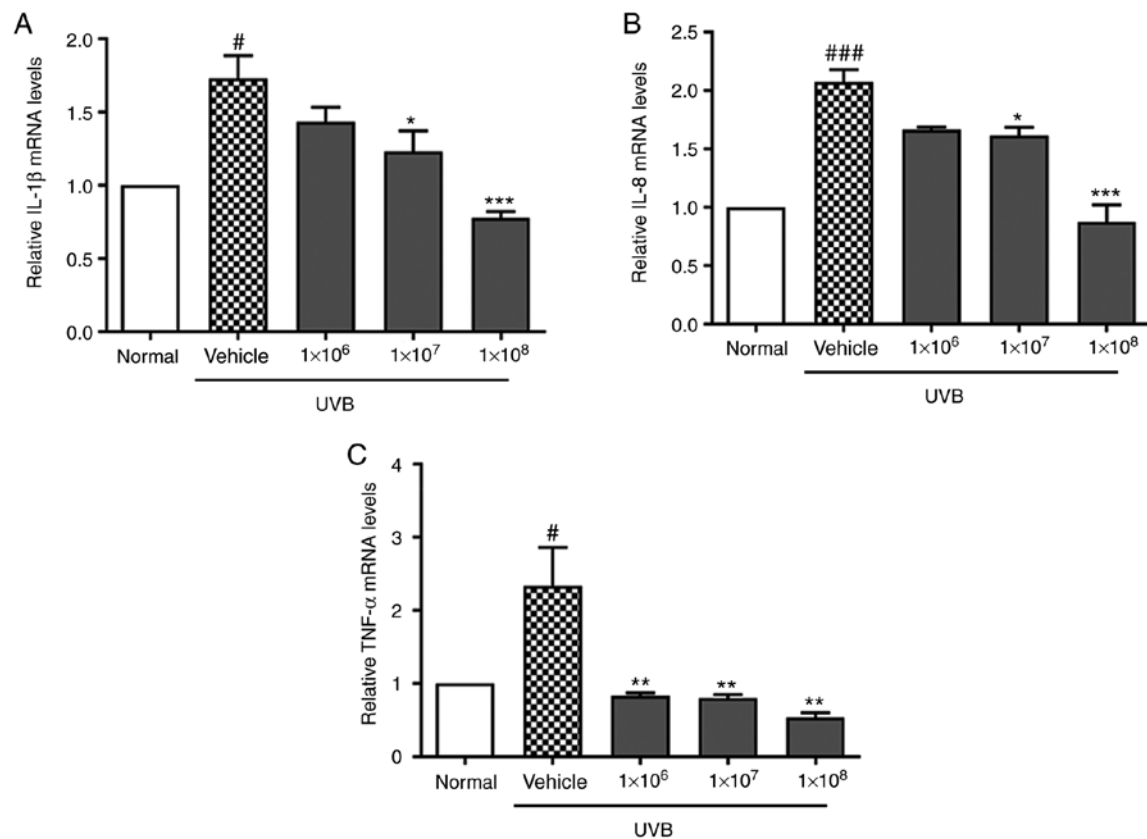 A
Relative IL-1β mRNA levels
2.0
1.5
1.0
0.5
0.0
#
*
***
Normal Vehicle 1×10⁶ 1×10⁷ 1×10⁸
UVB
B
Relative IL-8 mRNA levels
2.5
2.0
1.5
1.0
0.5
0.0
###
*
***
Normal Vehicle 1×10⁶ 1×10⁷ 1×10⁸
UVB
C
Relative TNF-α mRNA levels
4
3
2
1
0
#
** ** **
Normal Vehicle 1×10⁶ 1×10⁷ 1×10⁸
UVB